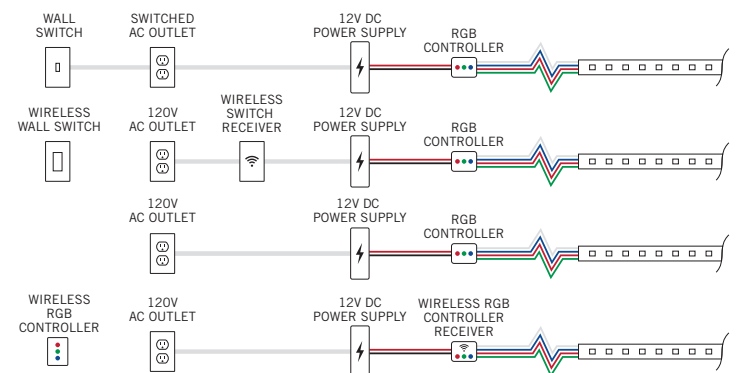 WALL
SWITCH
SWITCHED
AC OUTLET
12V DC
POWER SUPPLY
RGB
CONTROLLER
WIRELESS
WALL SWITCH
120V
AC OUTLET
WIRELESS
SWITCH
RECEIVER
12V DC
POWER SUPPLY
RGB
CONTROLLER
120V
AC OUTLET
12V DC
POWER SUPPLY
RGB
CONTROLLER
WIRELESS
RGB
CONTROLLER
120V
AC OUTLET
12V DC
POWER SUPPLY
WIRELESS RGB
CONTROLLER
RECEIVER